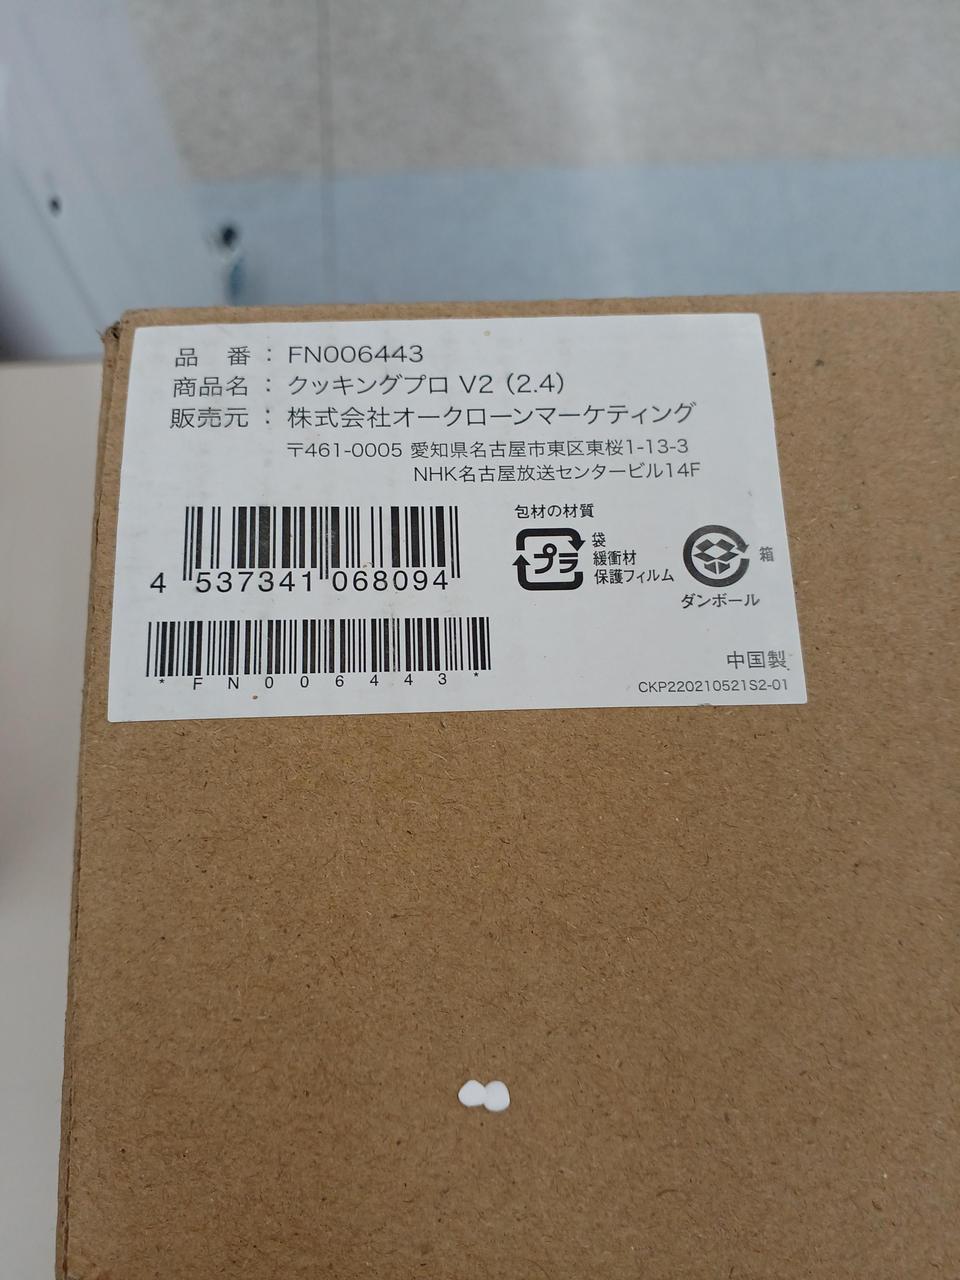 品 番 : FN006443
商品名 : クッキングプロ V2（2.4）
販売元 : 株式会社オークローンマーケティング
〒461-0005 愛知県名古屋市東区東桜1-13-3
NHK名古屋放送センタービル14F
4 537341 068094
*FN006443*
包材の材質
プラ
袋
緩衝材
保護フィルム
箱
ダンボール
中国製
CKP220210521S2-01